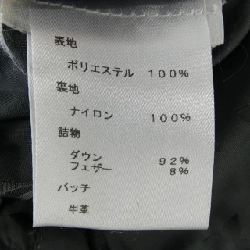 表地
ポリエステル 100%
裏地
ナイロン 100%
詰物
ダウン 92%
フェザー 8%
パッチ
牛革